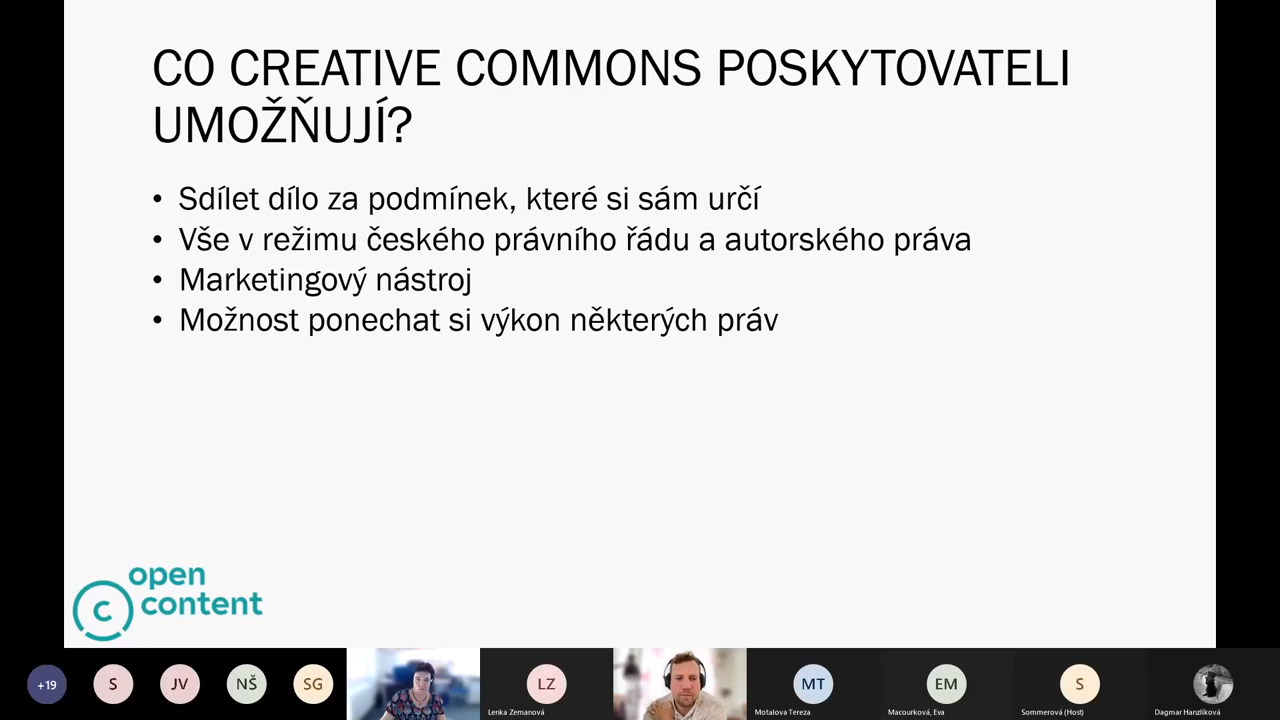 CO CREATIVE COMMONS POSKYTOVATELI
UMOŽŇUJÍ?
• Sdílet dílo za podmínek, které si sám určí
• Vše v režimu českého právního řádu a autorského práva
• Marketingový nástroj
• Možnost ponechat si výkon některých práv
open
c content
+19
S
JV
NŠ
SG
LZ
Lenka Zemanová
MT
Motalova Tereza
EM
Macourková, Eva
S
Sommerová (Host)
Dagmar Hanzlíková